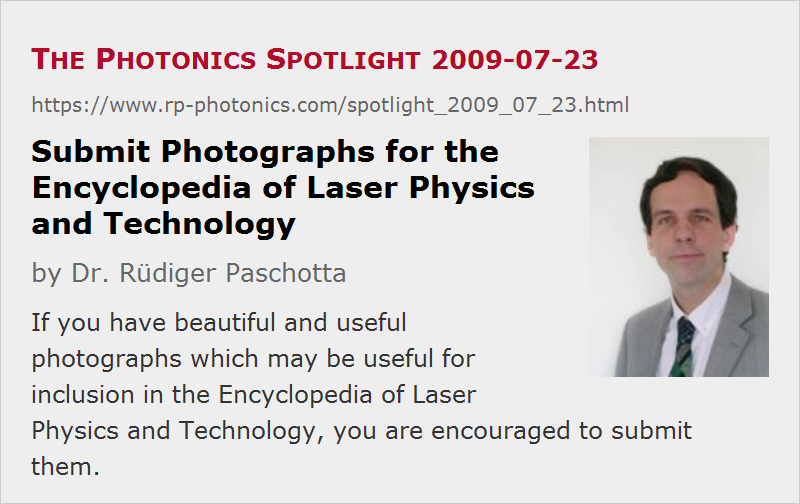 The Photonics Spotlight 2009-07-23
https://www.rp-photonics.com/spotlight_2009_07_23.html
Submit Photographs for the
Encyclopedia of Laser Physics
and Technology
by Dr. Rüdiger Paschotta
If you have beautiful and useful
photographs which may be useful for
inclusion in the Encyclopedia of Laser
Physics and Technology, you are encouraged to submit
them.